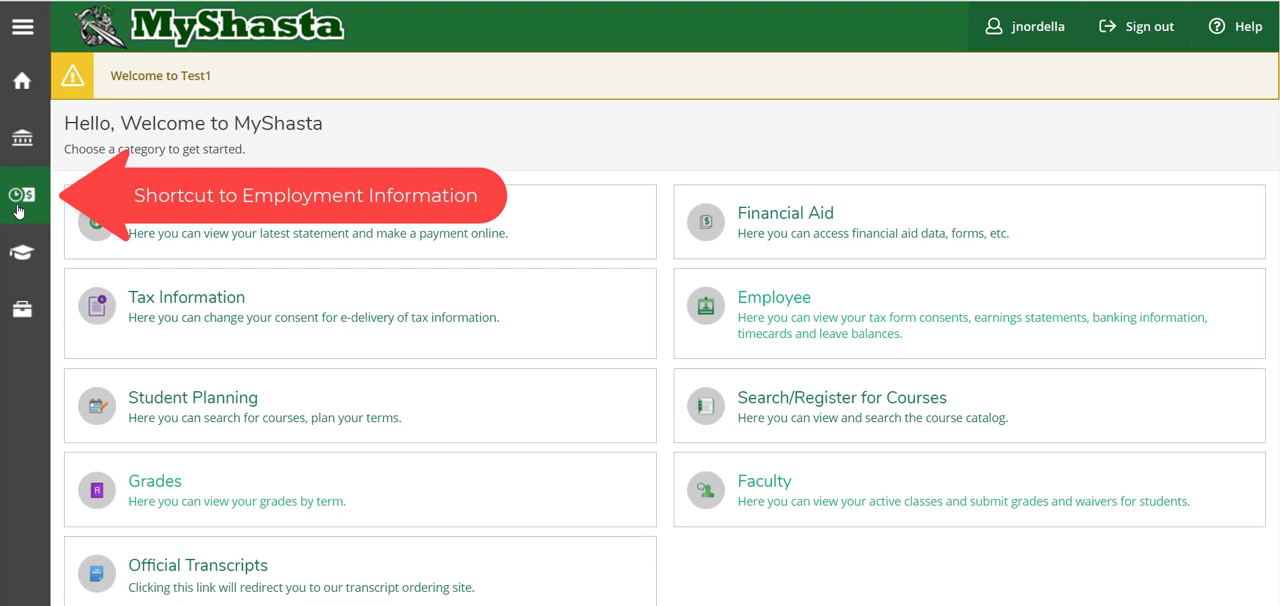 MyShasta
jnordella
Sign out
Help
Welcome to Test1
Hello, Welcome to MyShasta
Choose a category to get started.
Shortcut to Employment Information
Here you can view your latest statement and make a payment online.
Financial Aid
Here you can access financial aid data, forms, etc.
Tax Information
Here you can change your consent for e-delivery of tax information.
Employee
Here you can view your tax form consents, earnings statements, banking information,
timecards and leave balances.
Student Planning
Here you can search for courses, plan your terms.
Search/Register for Courses
Here you can view and search the course catalog.
Grades
Here you can view your grades by term.
Faculty
Here you can view your active classes and submit grades and waivers for students.
Official Transcripts
Clicking this link will redirect you to our transcript ordering site.